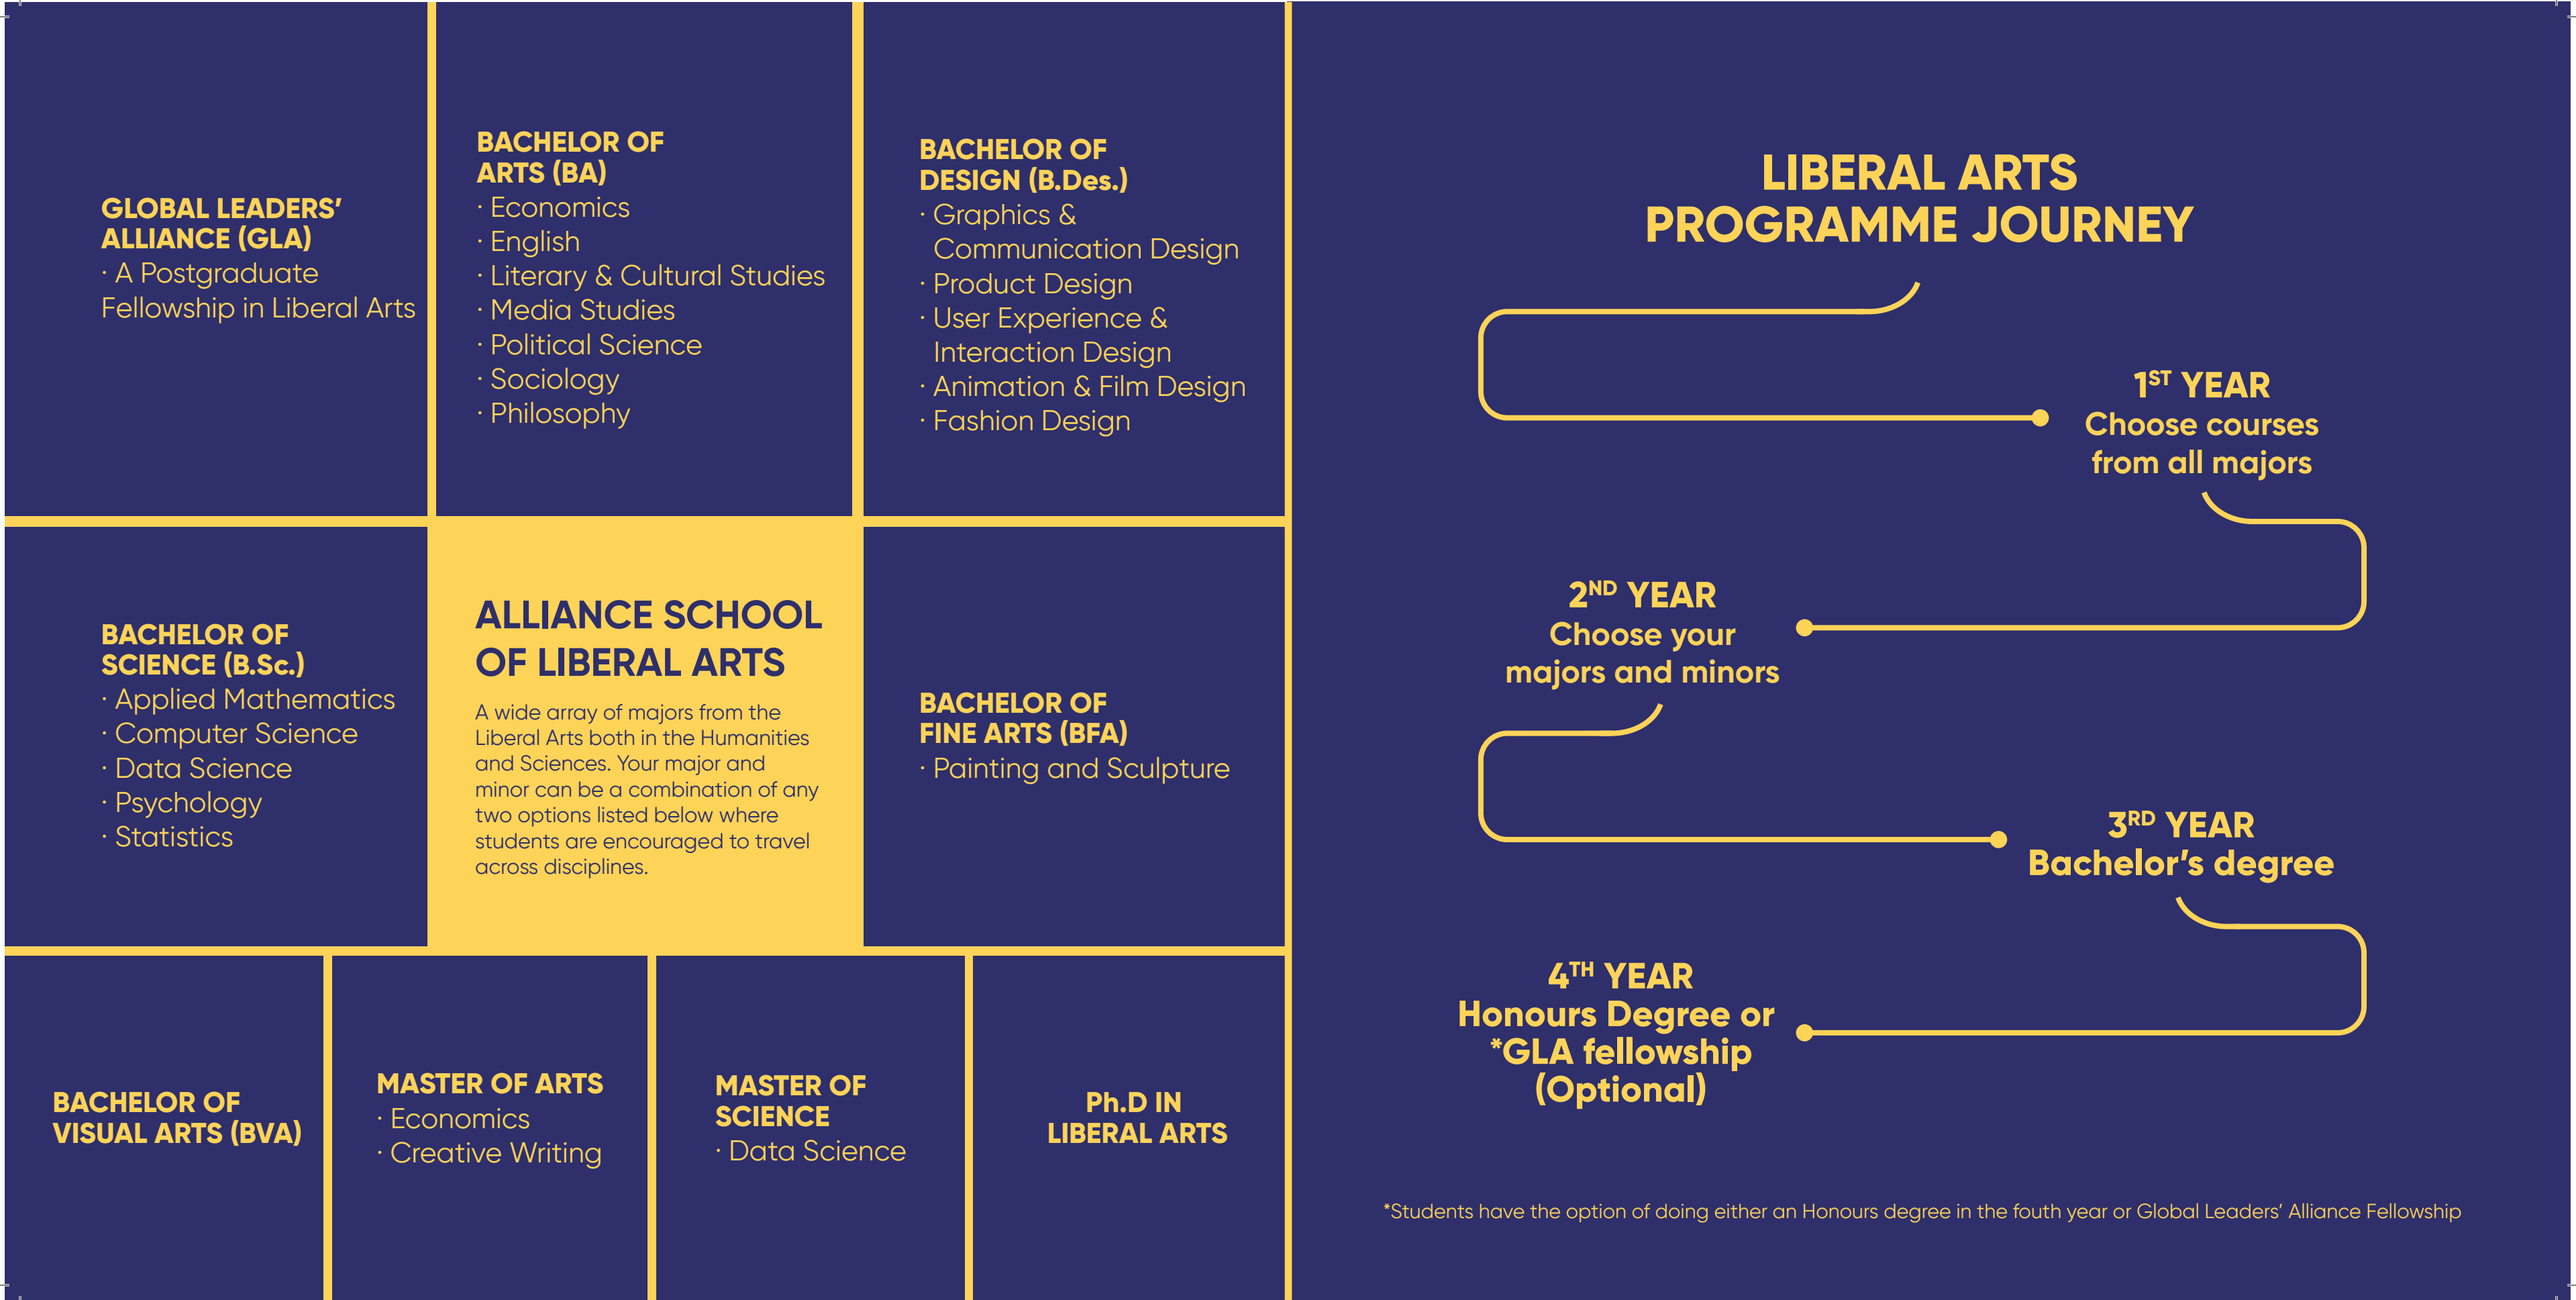 GLOBAL LEADERS’
ALLIANCE (GLA)
· A Postgraduate
Fellowship in Liberal Arts
BACHELOR OF
ARTS (BA)
· Economics
· English
· Literary & Cultural Studies
· Media Studies
· Political Science
· Sociology
· Philosophy
BACHELOR OF
DESIGN (B.Des.)
· Graphics &
Communication Design
· Product Design
· User Experience &
Interaction Design
· Animation & Film Design
· Fashion Design
BACHELOR OF
SCIENCE (B.Sc.)
· Applied Mathematics
· Computer Science
· Data Science
· Psychology
· Statistics
ALLIANCE SCHOOL
OF LIBERAL ARTS
A wide array of majors from the
Liberal Arts both in the Humanities
and Sciences. Your major and
minor can be a combination of any
two options listed below where
students are encouraged to travel
across disciplines.
BACHELOR OF
FINE ARTS (BFA)
· Painting and Sculpture
BACHELOR OF
VISUAL ARTS (BVA)
MASTER OF ARTS
· Economics
· Creative Writing
MASTER OF
SCIENCE
· Data Science
Ph.D IN
LIBERAL ARTS
LIBERAL ARTS
PROGRAMME JOURNEY
1ST YEAR
Choose courses
from all majors
2ND YEAR
Choose your
majors and minors
3RD YEAR
Bachelor’s degree
4TH YEAR
Honours Degree or
*GLA fellowship
(Optional)
*Students have the option of doing either an Honours degree in the fouth year or Global Leaders’ Alliance Fellowship